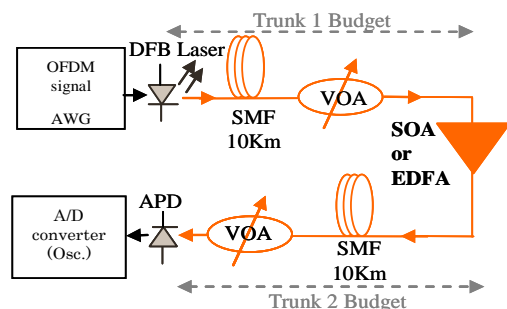 Trunk 1 Budget
OFDM
signal
AWG
DFB Laser
SMF
10Km
VOA
SOA
or
EDFA
A/D
converter
(Osc.)
APD
VOA
SMF
10Km
Trunk 2 Budget